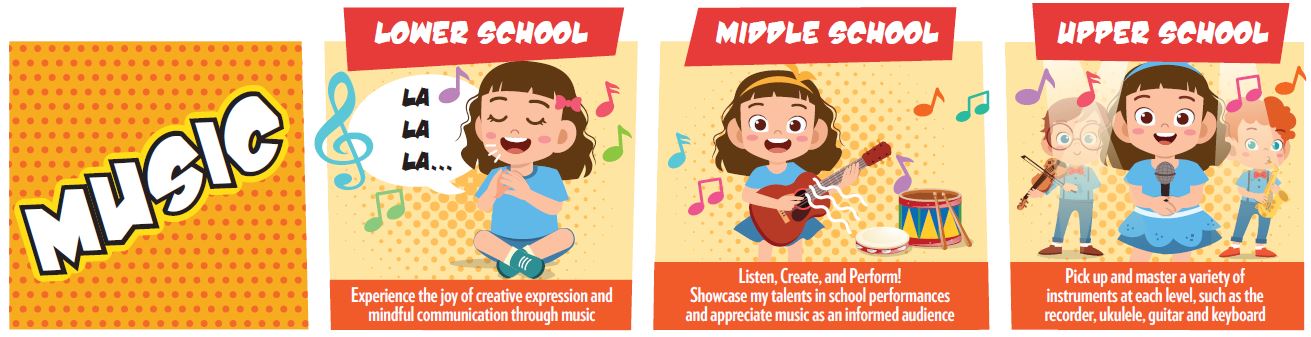 MUSIC
LOWER SCHOOL
LA
LA
LA...
Experience the joy of creative expression and
mindful communication through music
MIDDLE SCHOOL
Listen, Create, and Perform!
Showcase my talents in school performances
and appreciate music as an informed audience
UPPER SCHOOL
Pick up and master a variety of
instruments at each level, such as the
recorder, ukulele, guitar and keyboard